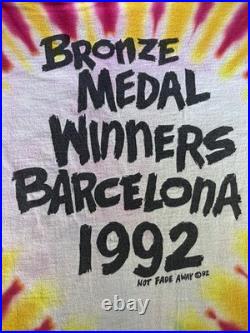 BRONZE
MEDAL
WINNERS
BARCELONA
1992
NOT FADE AWAY ©92